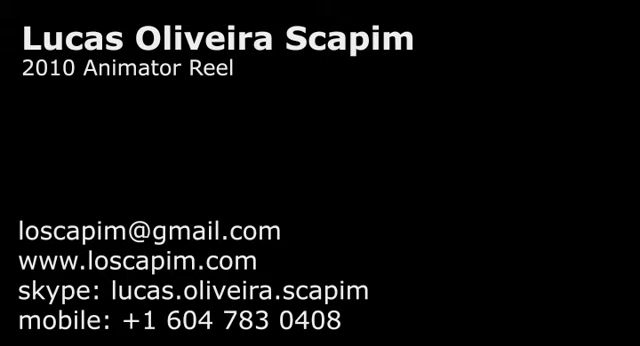 Lucas Oliveira Scapim
2010 Animator Reel
loscapim@gmail.com
www.loscapim.com
skype: lucas.oliveira.scapim
mobile: +1 604 783 0408